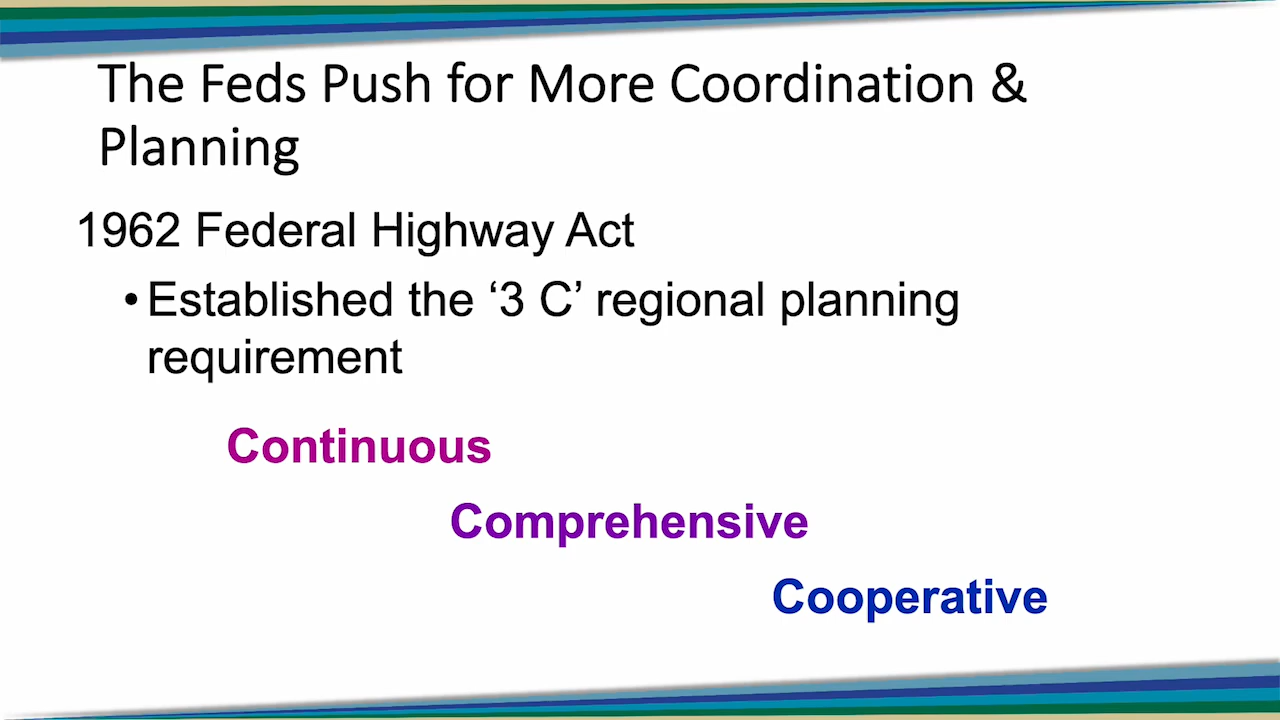 The Feds Push for More Coordination &
Planning
1962 Federal Highway Act
• Established the ‘3 C’ regional planning
requirement
Continuous
Comprehensive
Cooperative